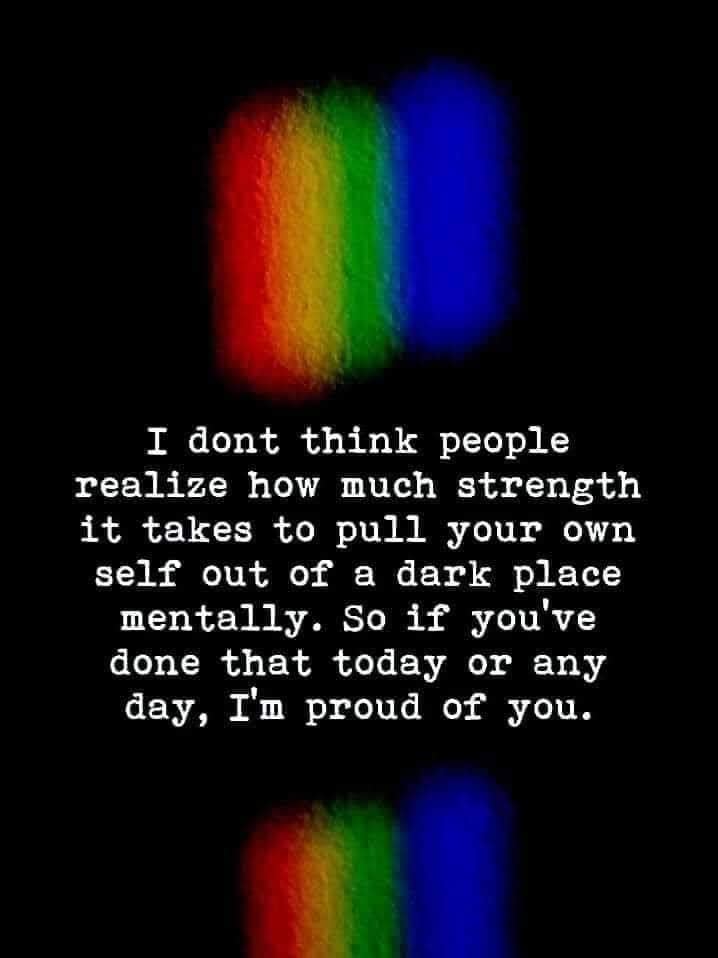 I dont think people
realize how much strength
it takes to pull your own
self out of a dark place
mentally. So if you've
done that today or any
day, I'm proud of you.